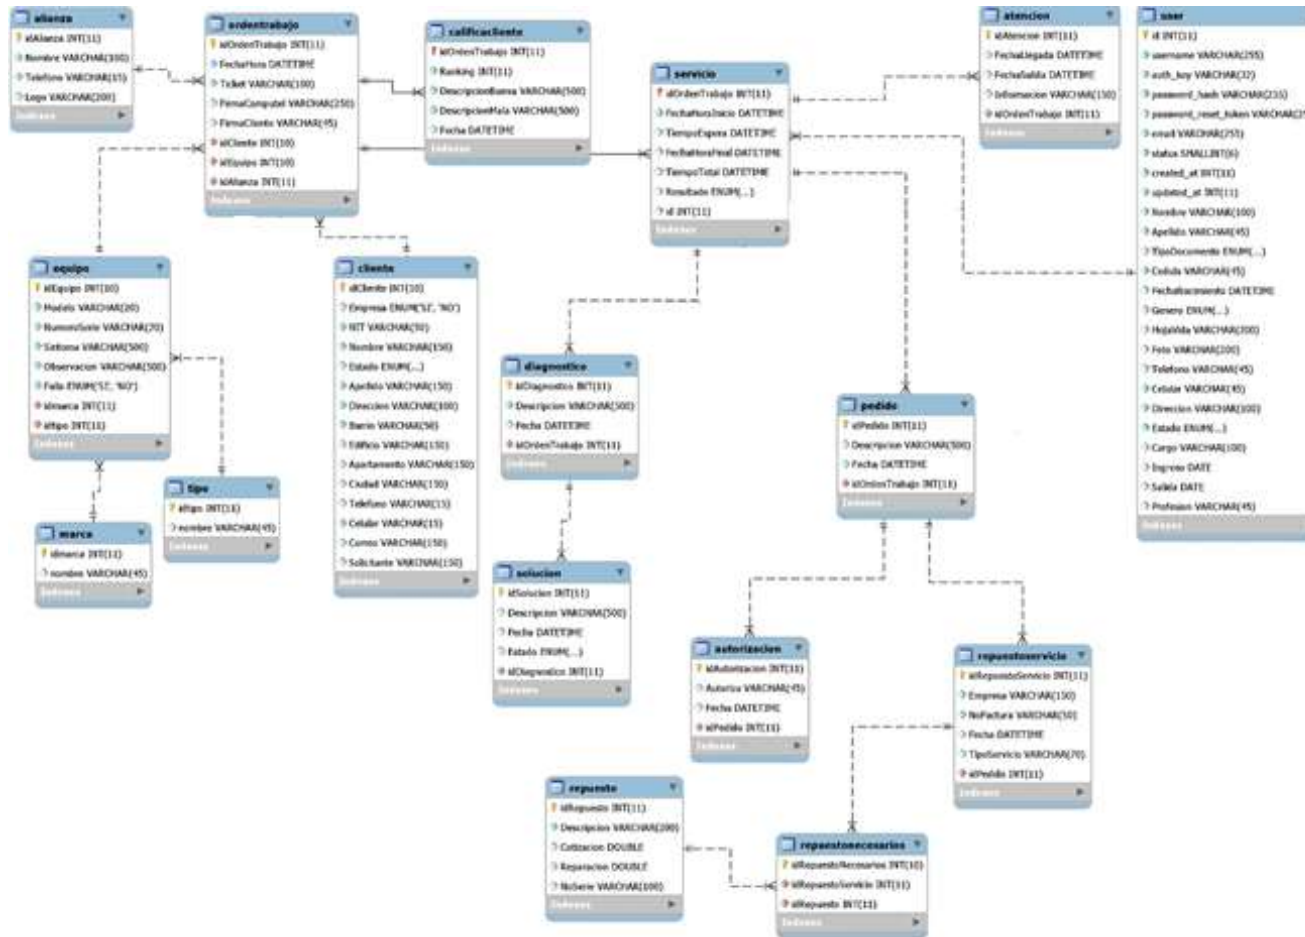 alianza
idAlianza INT(11)
Nombre VARCHAR(100)
Telefono VARCHAR(15)
Logo VARCHAR(200)
Indexes
ordentrabajo
idOrdenTrabajo INT(11)
FechaHora DATETIME
Ticket VARCHAR(100)
FirmaComputel VARCHAR(250)
FirmaCliente VARCHAR(45)
idCliente INT(10)
idEquipo INT(10)
idAlianza INT(11)
Indexes
calificacliente
idOrdenTrabajo INT(11)
Ranking INT(11)
DescripcionBuena VARCHAR(500)
DescripcionMala VARCHAR(500)
Fecha DATETIME
Indexes
servicio
idOrdenTrabajo INT(11)
FechaHoraInicio DATETIME
TiempoEspera DATETIME
FechaHoraFinal DATETIME
TiempoTotal DATETIME
Resultado ENUM(...)
id INT(11)
Indexes
atencion
idAtencion INT(11)
FechaLlegada DATETIME
FechaSalida DATETIME
Informacion VARCHAR(150)
idOrdenTrabajo INT(11)
Indexes
user
id INT(11)
username VARCHAR(255)
auth_key VARCHAR(32)
password_hash VARCHAR(255)
password_reset_token VARCHAR(25
email VARCHAR(255)
status SMALLINT(6)
created_at INT(11)
updated_at INT(11)
Nombre VARCHAR(100)
Apellido VARCHAR(45)
TipoDocumento ENUM(...)
Cedula VARCHAR(45)
FechaNacimiento DATETIME
Genero ENUM(...)
HojaVida VARCHAR(200)
Foto VARCHAR(200)
Telefono VARCHAR(45)
Celular VARCHAR(45)
Direccion VARCHAR(100)
Estado ENUM(...)
Cargo VARCHAR(100)
Ingreso DATE
Salida DATE
Profesion VARCHAR(45)
Indexes
equipo
idEquipo INT(10)
Modelo VARCHAR(20)
NumeroSerie VARCHAR(70)
Sintoma VARCHAR(500)
Observacion VARCHAR(500)
Falla ENUM('SI', 'NO')
idmarca INT(11)
idtipo INT(11)
Indexes
cliente
idCliente INT(10)
Empresa ENUM('SI', 'NO')
NIT VARCHAR(50)
Nombre VARCHAR(150)
Estado ENUM(...)
Apellido VARCHAR(150)
Direccion VARCHAR(100)
Barrio VARCHAR(50)
Edificio VARCHAR(150)
Apartamento VARCHAR(150)
Ciudad VARCHAR(150)
Telefono VARCHAR(15)
Celular VARCHAR(15)
Correo VARCHAR(150)
Solicitante VARCHAR(150)
Indexes
diagnostico
idDiagnostico INT(11)
Descripcion VARCHAR(500)
Fecha DATETIME
idOrdenTrabajo INT(11)
Indexes
pedido
idPedido INT(11)
Descripcion VARCHAR(500)
Fecha DATETIME
idOrdenTrabajo INT(11)
Indexes
tipo
idtipo INT(11)
nombre VARCHAR(45)
Indexes
marca
idmarca INT(11)
nombre VARCHAR(45)
Indexes
solucion
idSolucion INT(11)
Descripcion VARCHAR(500)
Fecha DATETIME
Estado ENUM(...)
idDiagnostico INT(11)
Indexes
autorizacion
idAutorizacion INT(11)
Autoriza VARCHAR(45)
Fecha DATETIME
idPedido INT(11)
Indexes
repuestoservicio
idRepuestoServicio INT(11)
Empresa VARCHAR(150)
NoFactura VARCHAR(50)
Fecha DATETIME
TipoServicio VARCHAR(70)
idPedido INT(11)
Indexes
repuesto
idRepuesto INT(11)
Descripcion VARCHAR(200)
Cotizacion DOUBLE
Reparacion DOUBLE
NoSerie VARCHAR(100)
Indexes
repuestonecesarios
idRepuestoNecesarios INT(10)
idRepuestoServicio INT(11)
idRepuesto INT(11)
Indexes